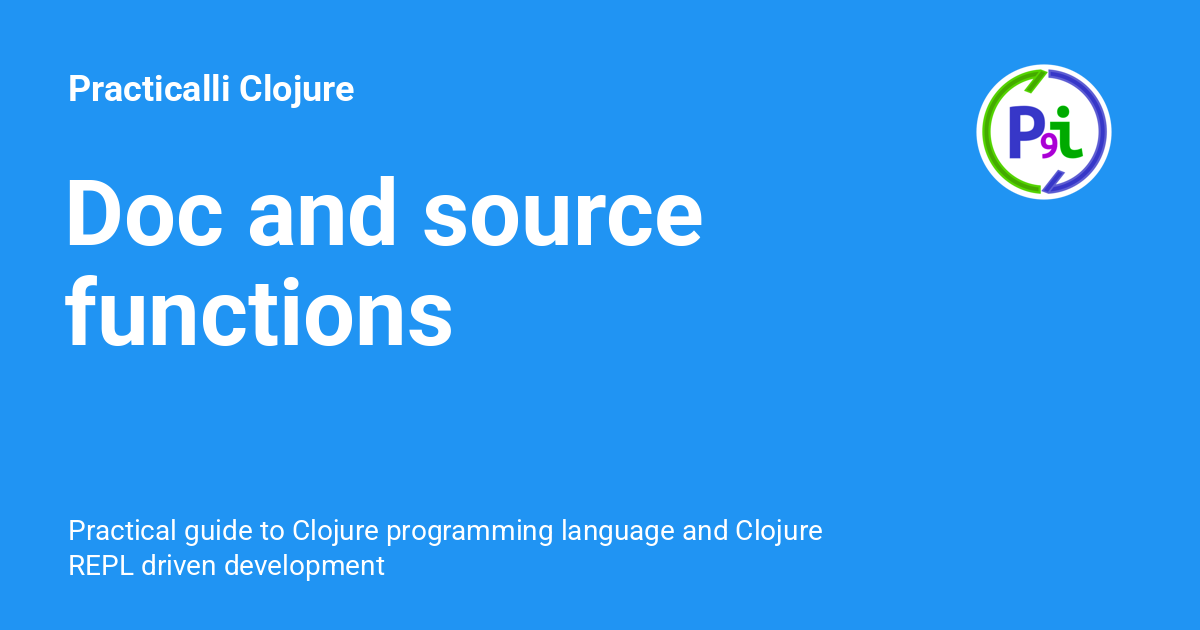 Practicalli Clojure
P9i
Doc and source
functions
Practical guide to Clojure programming language and Clojure
REPL driven development